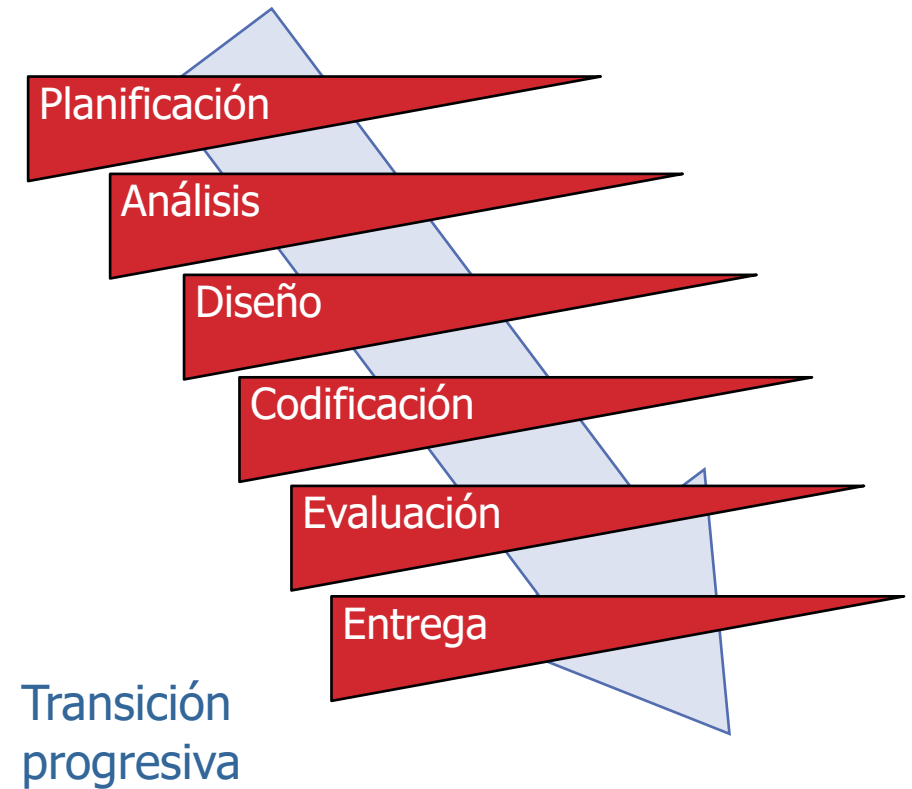 Planificación
Análisis
Diseño
Codificación
Evaluación
Entrega
Transición
progresiva